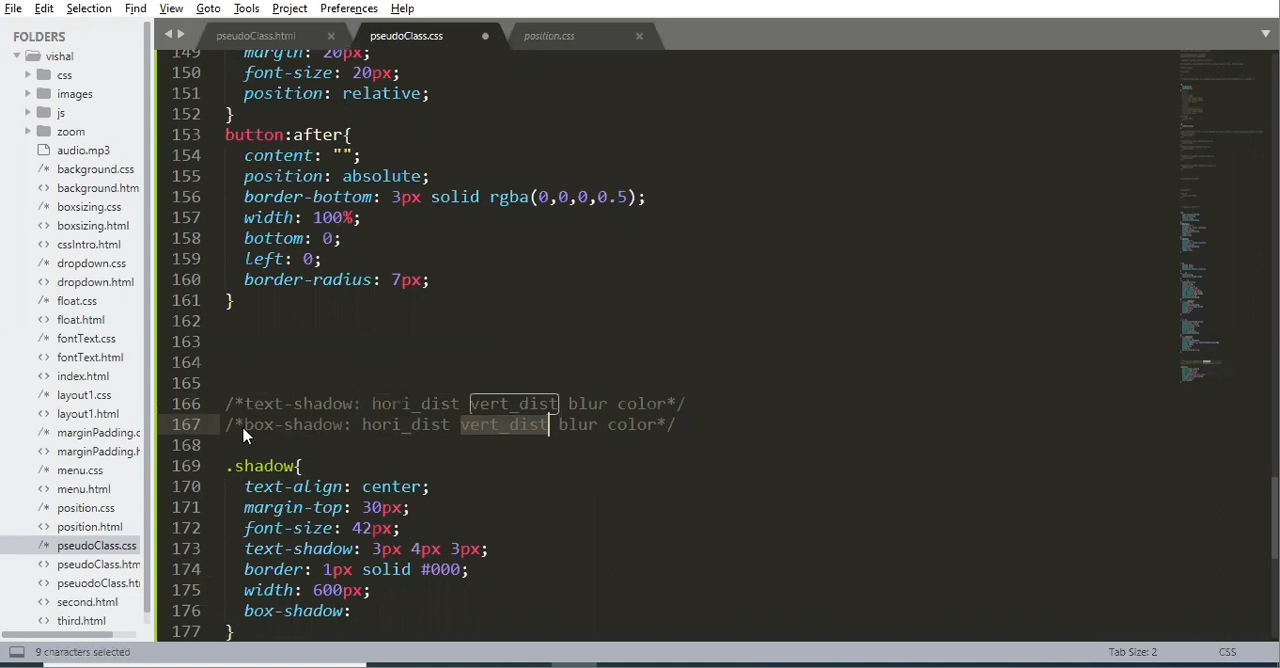 File Edit Selection Find View Goto Tools Project Preferences Help
FOLDERS
vishal
css
images
js
zoom
audio.mp3
/* background.css
<> background.htm
/* boxsizing.css
<> boxsizing.html
<> cssIntro.html
/* dropdown.css
<> dropdown.html
/* float.css
<> float.html
/* fontText.css
<> fontText.html
<> index.html
/* layout1.css
<> layout1.html
/* marginPadding.c
<> marginPadding.
/* menu.css
<> menu.html
/* position.css
<> position.html
/* pseudoClass.css
<> pseudoClass.htm
<> pseuodoClass.ht
<> second.html
<> third.html
pseudoClass.html × pseudoClass.css position.css ×
149 margin: 20px;
150 font-size: 20px;
151 position: relative;
152 }
153 button:after{
154 content: "";
155 position: absolute;
156 border-bottom: 3px solid rgba(0,0,0,0.5);
157 width: 100%;
158 bottom: 0;
159 left: 0;
160 border-radius: 7px;
161 }
162
163
164
165
166 /*text-shadow: hori_dist vert_dist blur color*/
167 /*box-shadow: hori_dist vert_dist blur color*/
168
169 .shadow{
170 text-align: center;
171 margin-top: 30px;
172 font-size: 42px;
173 text-shadow: 3px 4px 3px;
174 border: 1px solid #000;
175 width: 600px;
176 box-shadow:
177 }
9 characters selected Tab Size: 2 CSS